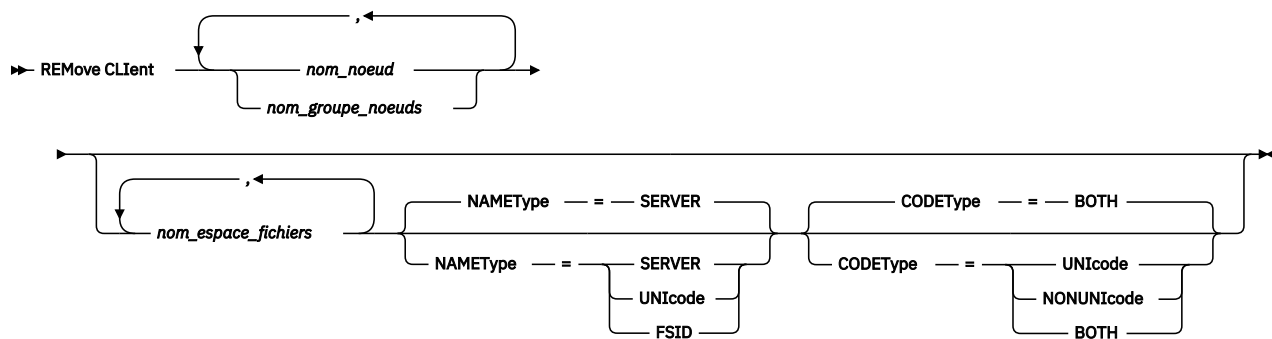 ,
REMove CLIent nom_noeud
nom_groupe_noeuds
,
nom_espace_fichiers
NAMEType = SERVER
NAMEType = SERVER
UNIcode
FSID
CODEType = BOTH
CODEType = UNIcode
NONUNIcode
BOTH